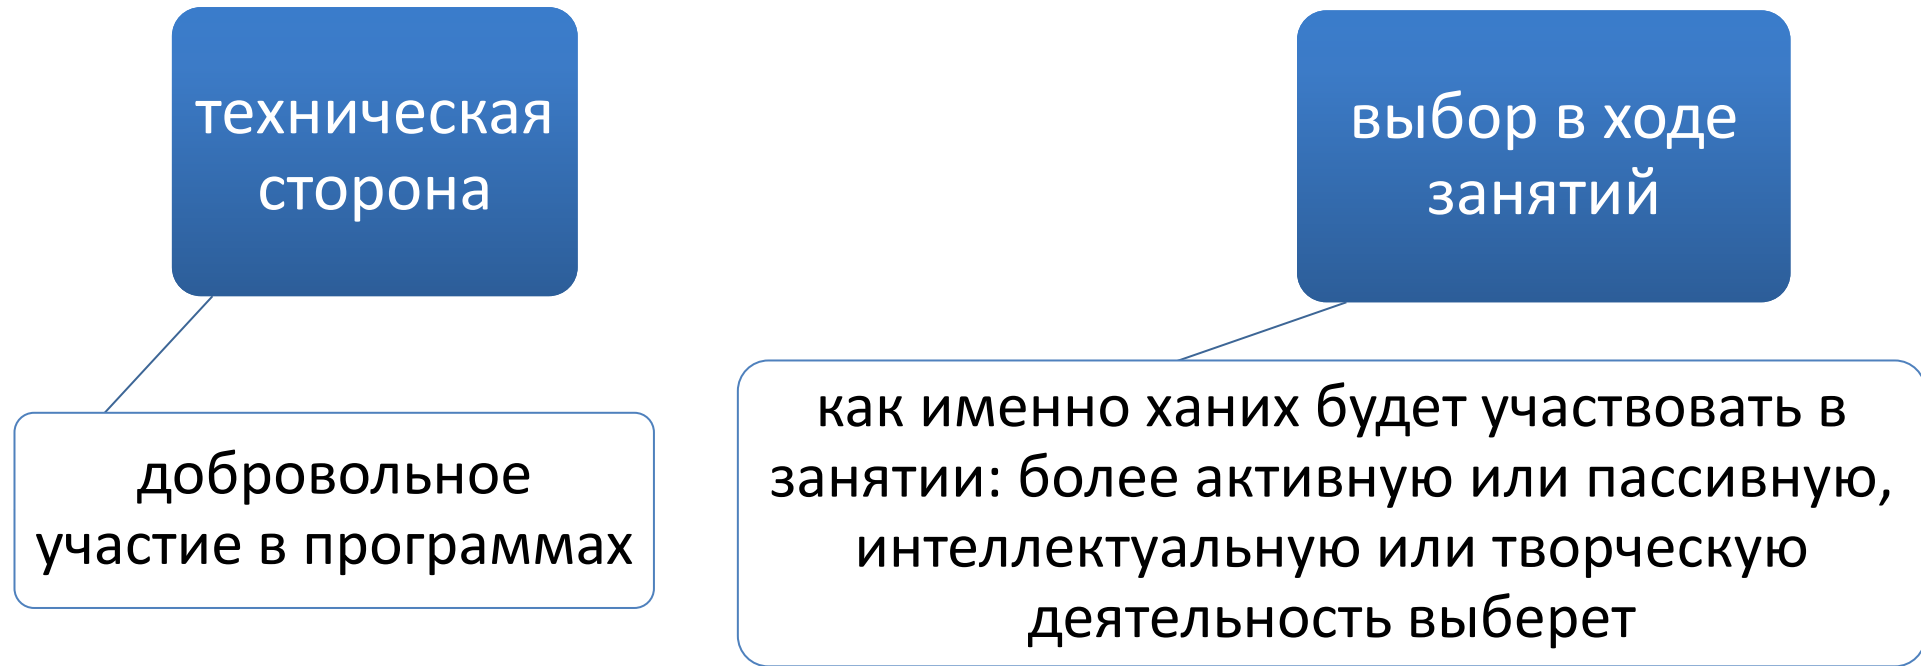 техническая
сторона
добровольное
участие в программах
выбор в ходе
занятий
как именно ханих будет участвовать в
занятии: более активную или пассивную,
интеллектуальную или творческую
деятельность выберет